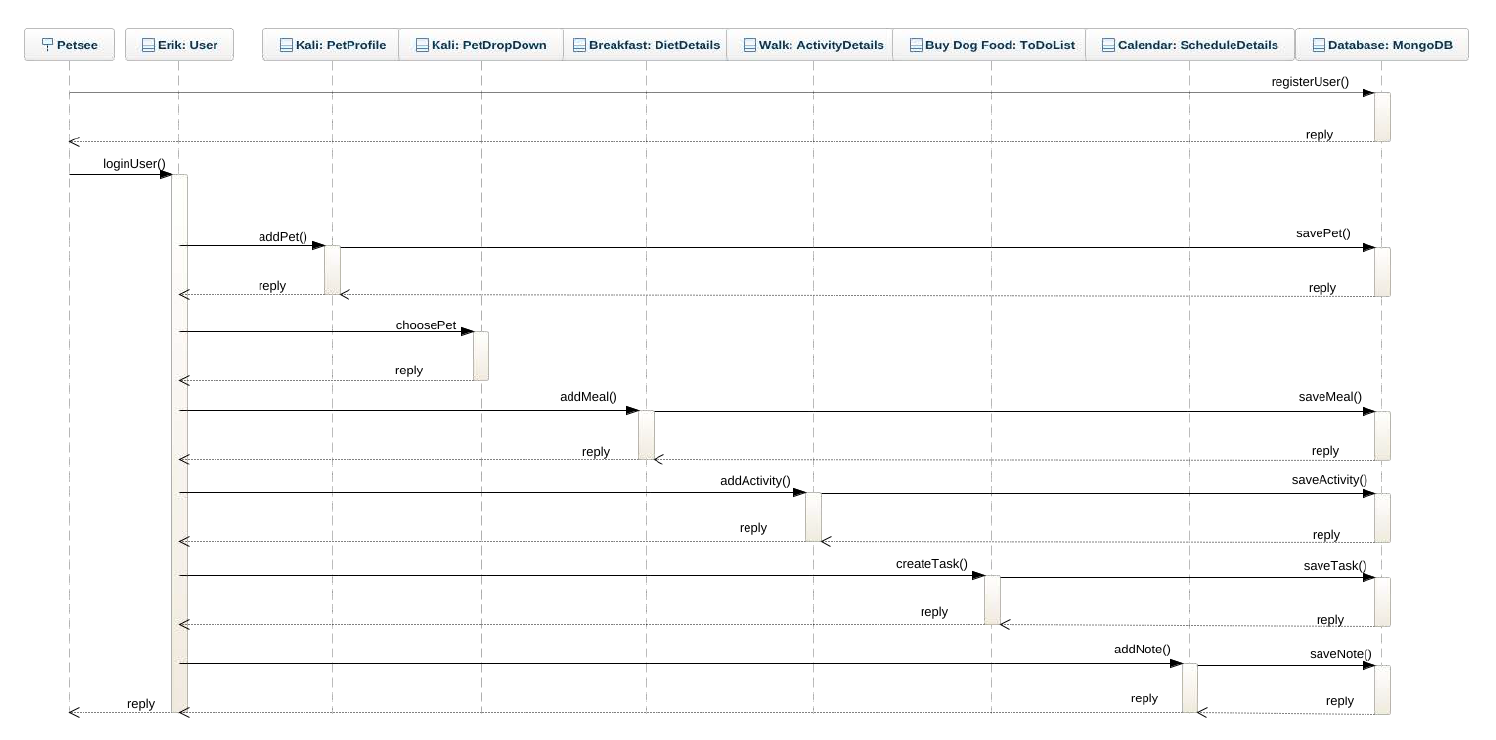 Petsee
Erik: User
Kali: PetProfile
Kali: PetDropDown
Breakfast: DietDetails
Walk: ActivityDetails
Buy Dog Food: ToDoList
Calendar: ScheduleDetails
Database: MongoDB
registerUser()
reply
loginUser()
addPet()
savePet()
reply
reply
choosePet
reply
addMeal()
saveMeal()
reply
reply
addActivity()
saveActivity()
reply
reply
createTask()
saveTask()
reply
reply
addNote()
saveNote()
reply
reply
reply